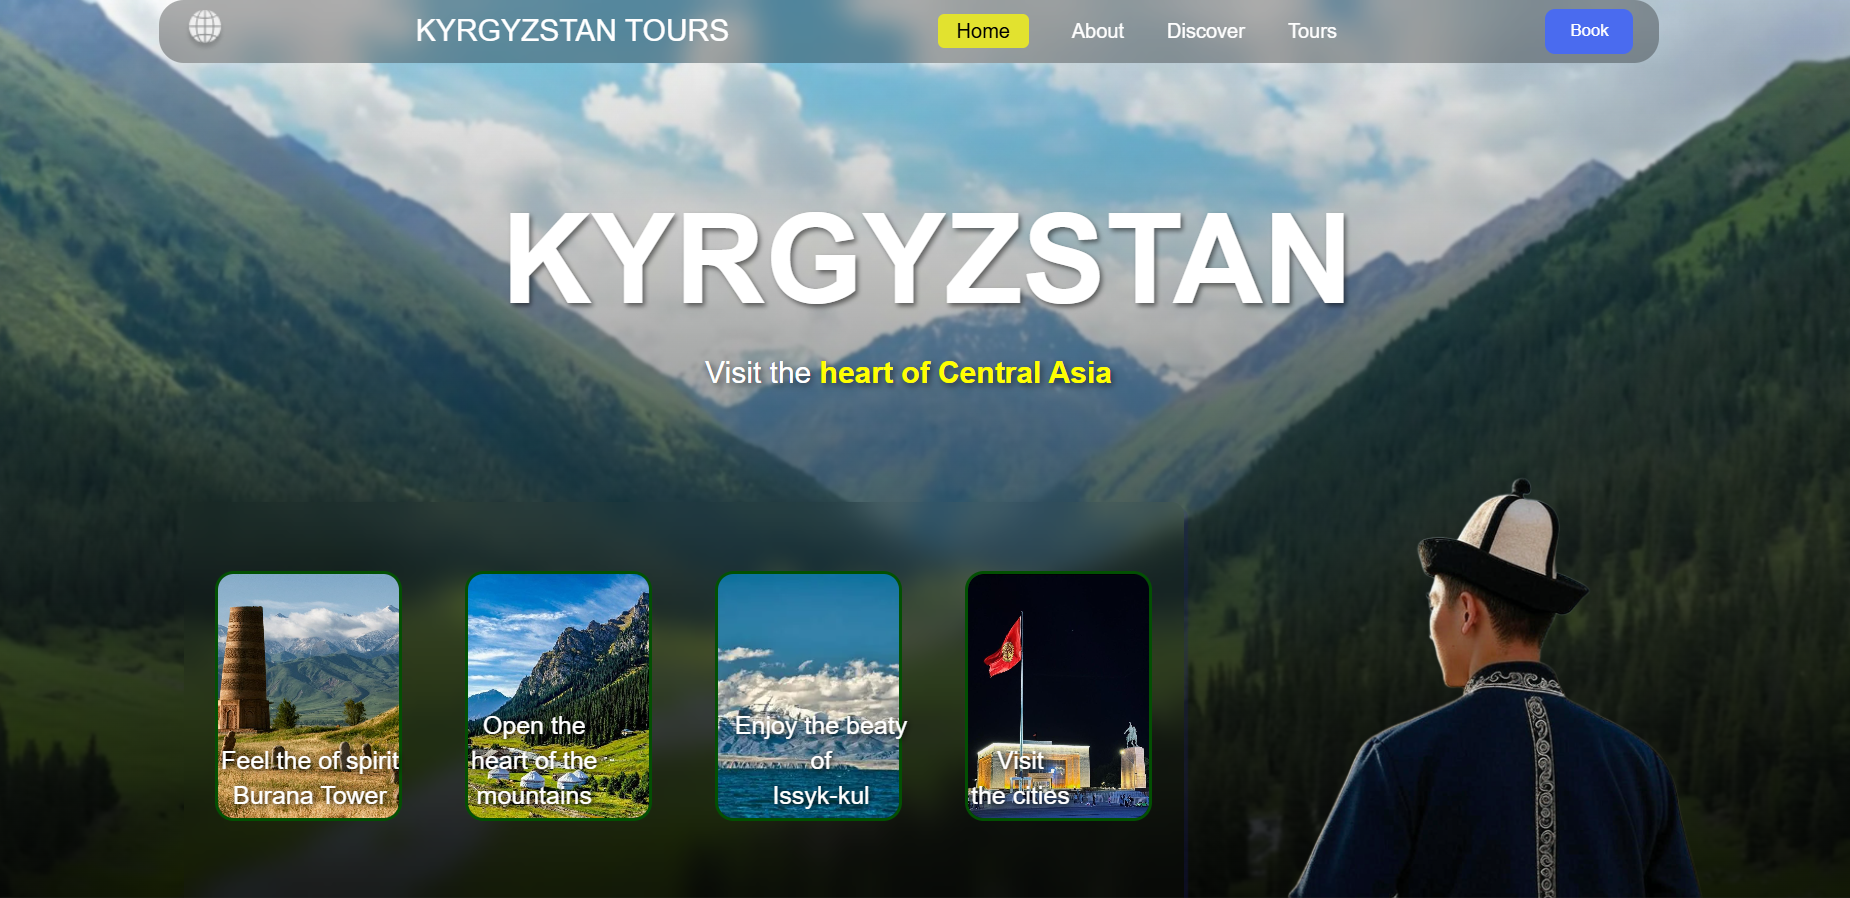 KYRGYZSTAN TOURS
Home
About
Discover
Tours
Book
KYRGYZSTAN
Visit the heart of Central Asia
Feel the of spirit
Burana Tower
Open the
heart of the
mountains
Enjoy the beaty
of
Issyk-kul
Visit
the cities